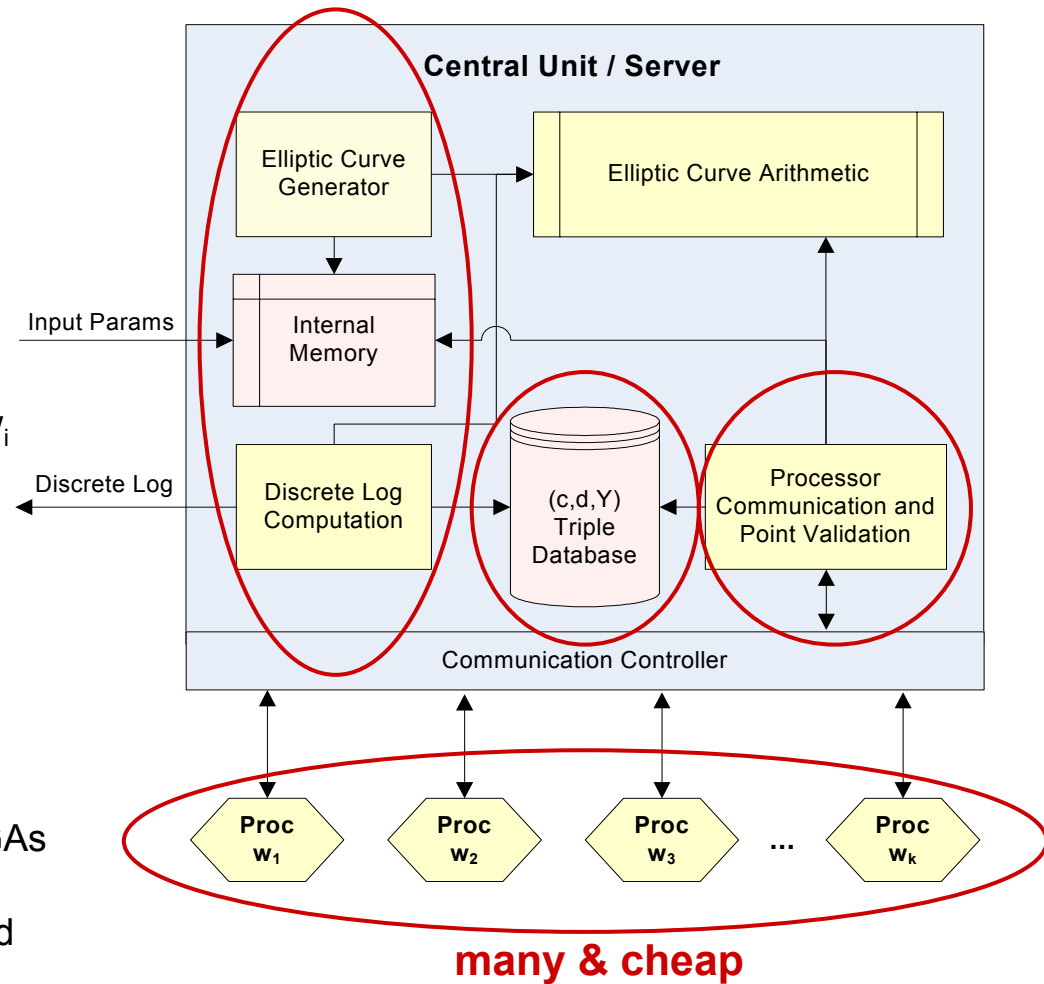 Central Unit / Server
Elliptic Curve
Generator
Elliptic Curve Arithmetic
Input Params
Internal
Memory
Discrete Log
Discrete Log
Computation
(c,d,Y)
Triple
Database
Processor
Communication and
Point Validation
Communication Controller
Proc
w₁
Proc
w₂
Proc
w₃
...
Proc
wₖ
many & cheap